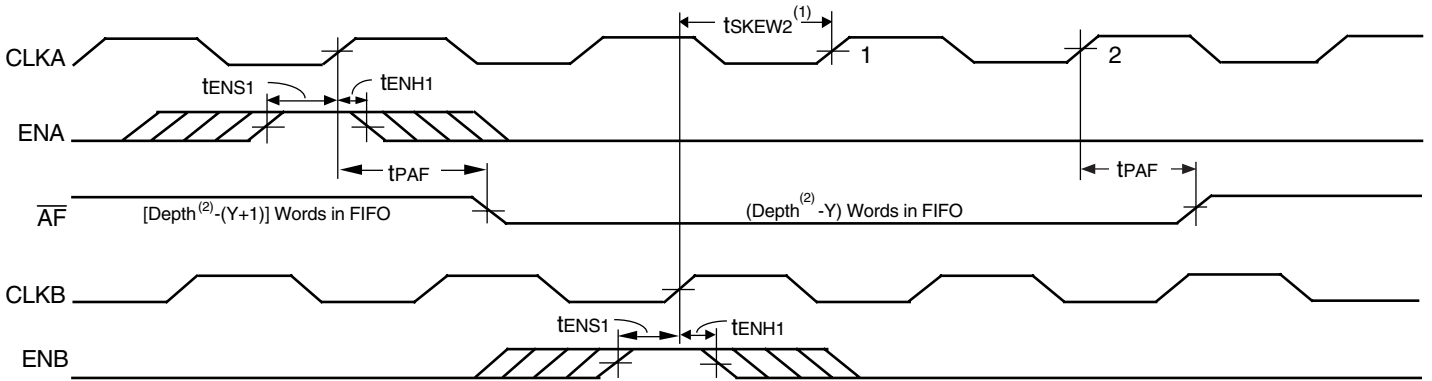 tSKEW2(1)
CLKA
1
2
tENS1
tENH1
ENA
tPAF
tPAF
AF
[Depth(2)-(Y+1)] Words in FIFO
(Depth(2) -Y) Words in FIFO
CLKB
tENS1
tENH1
ENB